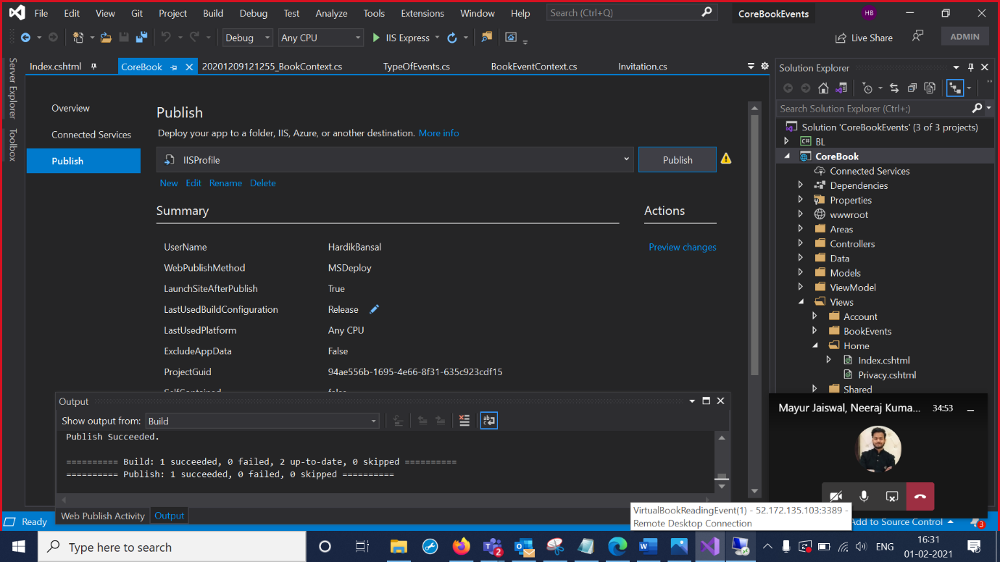 File Edit View Git Project Build Debug Test Analyze Tools Extensions Window Help Search (Ctrl+Q) CoreBookEvents HB
Debug Any CPU IIS Express Live Share ADMIN
Server Explorer
Toolbox
Index.cshtml CoreBook 20201209121255_BookContext.cs TypeOfEvents.cs BookEventContext.cs Invitation.cs
Overview
Connected Services
Publish
Publish
Deploy your app to a folder, IIS, Azure, or another destination. More info
IISProfile Publish
New Edit Rename Delete
Summary Actions
UserName HardikBansal Preview changes
WebPublishMethod MSDeploy
LaunchSiteAfterPublish True
LastUsedBuildConfiguration Release
LastUsedPlatform Any CPU
ExcludeAppData False
ProjectGuid 94ae556b-1695-4e66-8f31-635c923cdf15
SelfContained false
Solution Explorer
Search Solution Explorer (Ctrl+;)
Solution 'CoreBookEvents' (3 of 3 projects)
C# BL
CoreBook
Connected Services
Dependencies
Properties
wwwroot
Areas
Controllers
Data
Models
ViewModel
Views
Account
BookEvents
Home
Index.cshtml
Privacy.cshtml
Shared
Output
Show output from: Build
Publish Succeeded.
========== Build: 1 succeeded, 0 failed, 2 up-to-date, 0 skipped ==========
========== Publish: 1 succeeded, 0 failed, 0 skipped ==========
Web Publish Activity Output
Mayur Jaiswal, Neeraj Kuma... 34:53
VirtualBookReadingEvent(1) - 52.172.135.103:3389 -
Remote Desktop Connection
Ready Add to Source Control 3
Type here to search 2 ENG 16:31
01-02-2021